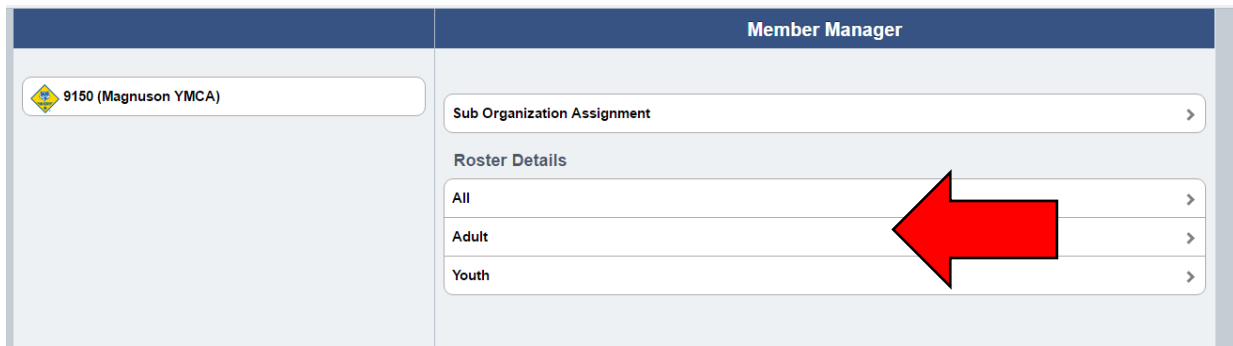 Member Manager
9150 (Magnuson YMCA)
Sub Organization Assignment
Roster Details
All
Adult
Youth